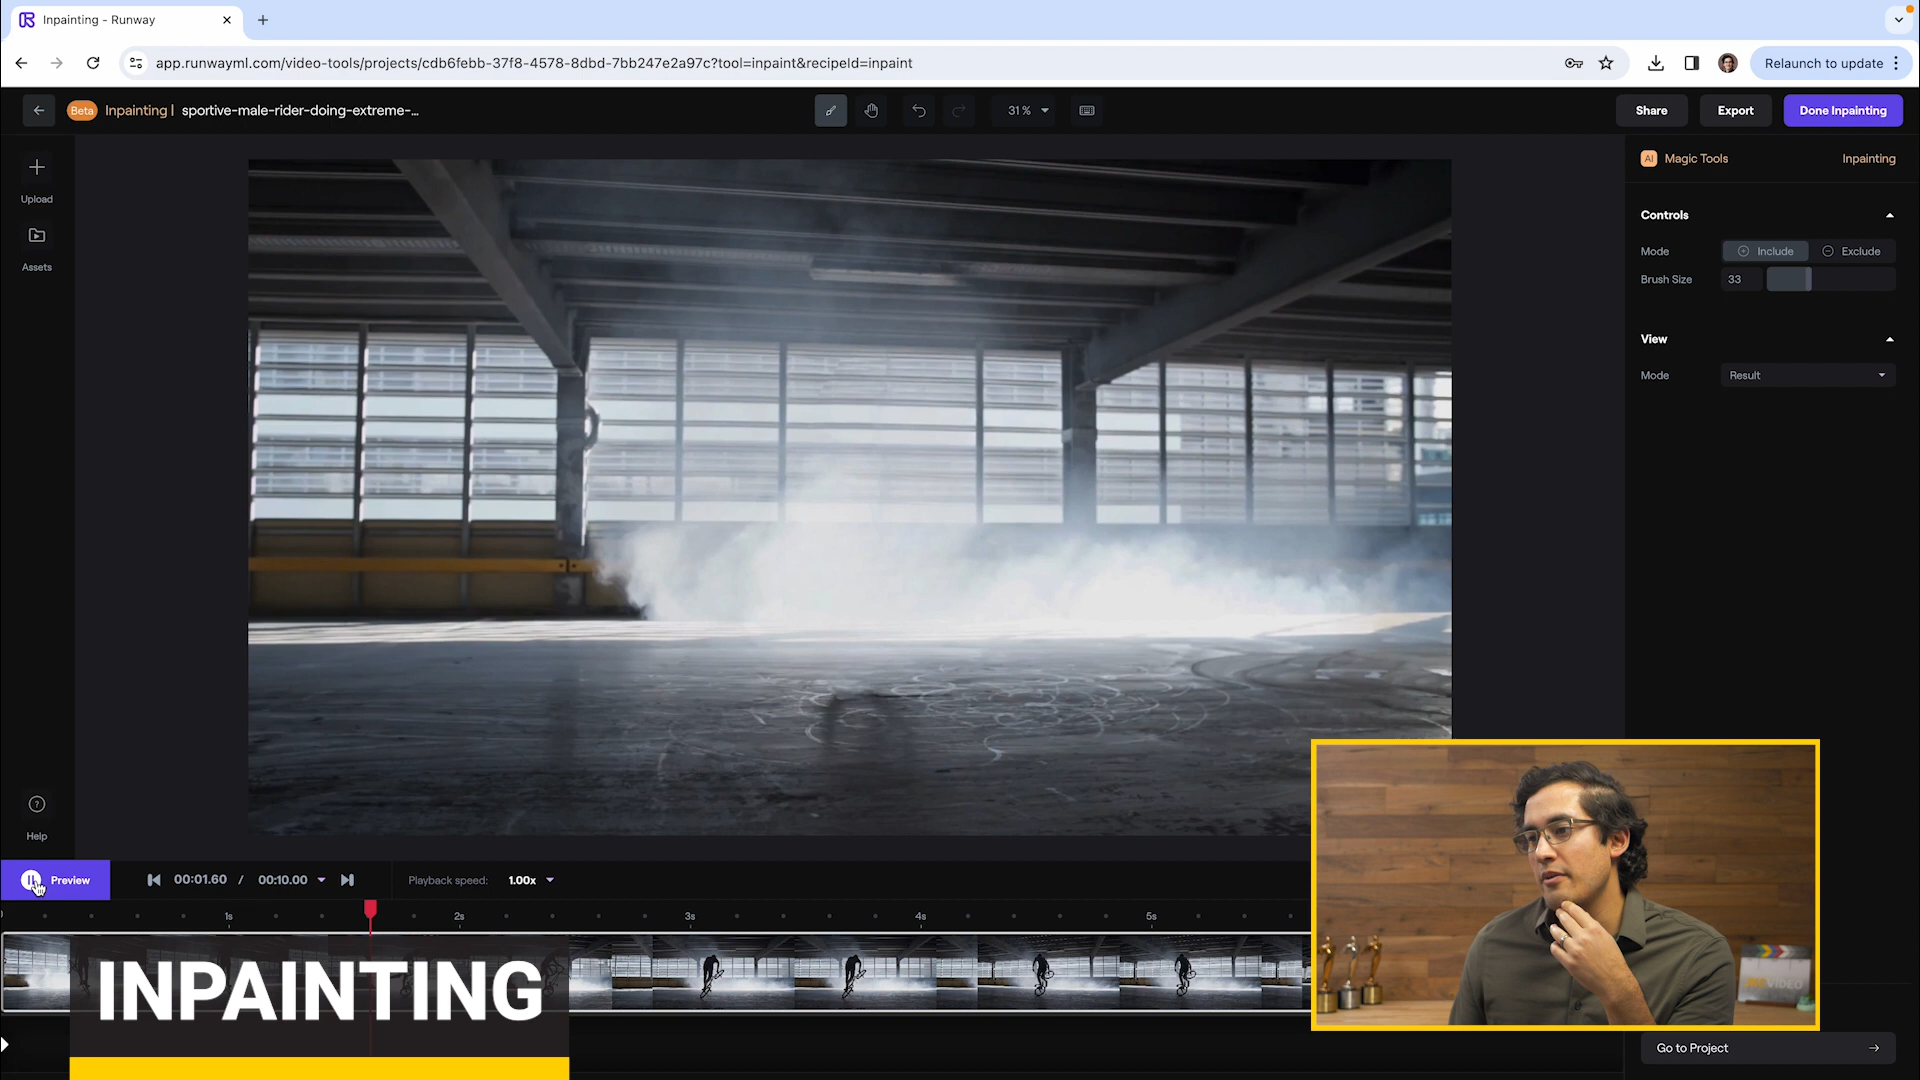 Inpainting - Runway
app.runwayml.com/video-tools/projects/cdb6febb-37f8-4578-8dbd-7bb247e2a97c?tool=inpaint&recipeId=inpaint
Relaunch to update
Beta Inpainting | sportive-male-rider-doing-extreme-...
31%
Share
Export
Done Inpainting
Upload
Assets
AI Magic Tools
Inpainting
Controls
Mode Include Exclude
Brush Size 33
View
Mode Result
Help
Preview
00:01.60 / 00:10.00
Playback speed: 1.00x
1s 2s 3s 4s 5s
INPAINTING
VIDEO
Go to Project